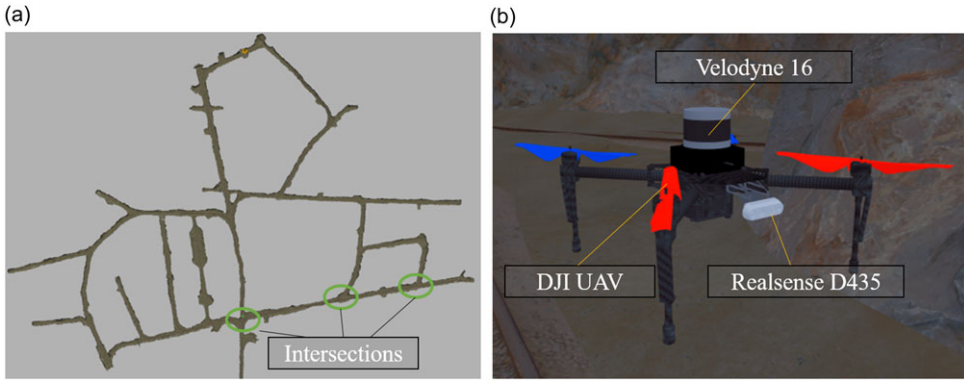 (a)
Intersections
(b)
Velodyne 16
DJI UAV
Realsense D435